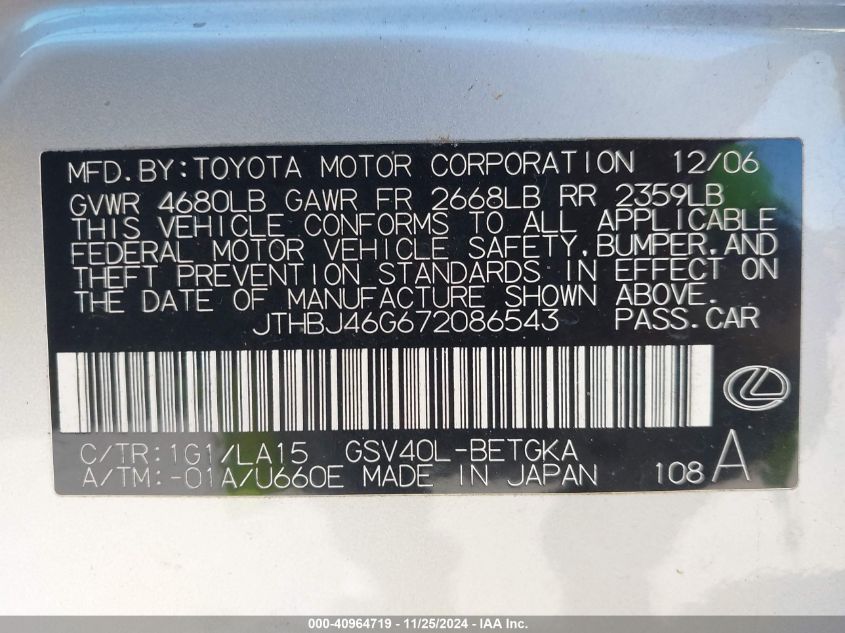 MFD.BY:TOYOTA MOTOR CORPORATION 12/06
GVWR 4680LB GAWR FR 2668LB RR 2359LB
THIS VEHICLE CONFORMS TO ALL APPLICABLE
FEDERAL MOTOR VEHICLE SAFETY,BUMPER,AND
THEFT PREVENTION STANDARDS IN EFFECT ON
THE DATE OF MANUFACTURE SHOWN ABOVE.
JTHBJ46G672086543 PASS.CAR
C/TR:1G1/LA15 GSV40L-BETGKA
A/TM:-01A/U660E MADE IN JAPAN 108 A
000-40964719 - 11/25/2024 - IAA Inc.